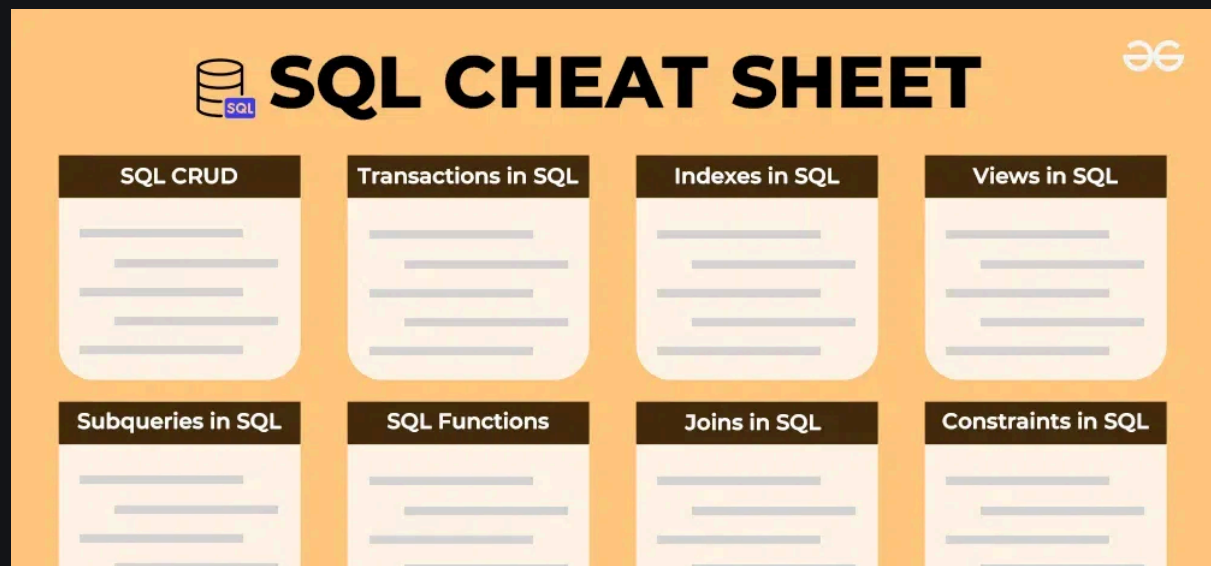 SQL CHEAT SHEET
SQL
SQL CRUD
Transactions in SQL
Indexes in SQL
Views in SQL
Subqueries in SQL
SQL Functions
Joins in SQL
Constraints in SQL